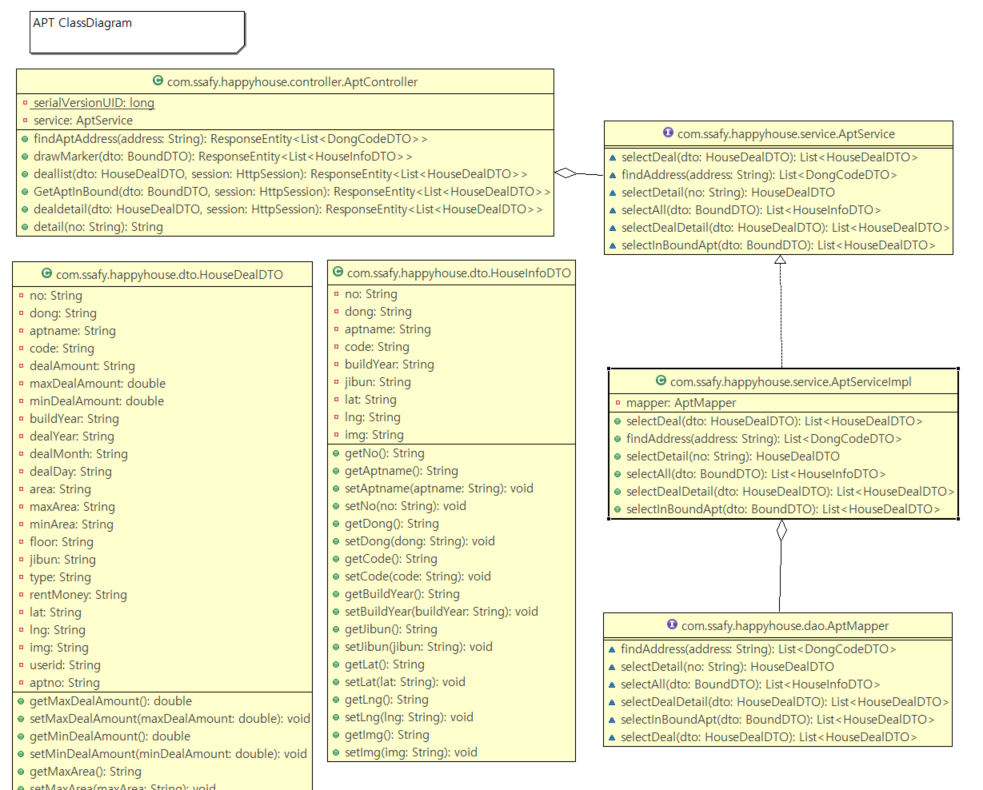 APT ClassDiagram
com.ssafy.happyhouse.controller.AptController
serialVersionUID: long
service: AptService
findAptAddress(address: String): ResponseEntity<List<DongCodeDTO>>
drawMarker(dto: BoundDTO): ResponseEntity<List<HouseInfoDTO>>
deallist(dto: HouseDealDTO, session: HttpSession): ResponseEntity<List<HouseDealDTO>>
GetAptInBound(dto: BoundDTO, session: HttpSession): ResponseEntity<List<HouseDealDTO>>
dealdetail(dto: HouseDealDTO, session: HttpSession): ResponseEntity<List<HouseDealDTO>>
detail(no: String): String
com.ssafy.happyhouse.service.AptService
selectDeal(dto: HouseDealDTO): List<HouseDealDTO>
findAddress(address: String): List<DongCodeDTO>
selectDetail(no: String): HouseDealDTO
selectAll(dto: BoundDTO): List<HouseInfoDTO>
selectDealDetail(dto: HouseDealDTO): List<HouseDealDTO>
selectInBoundApt(dto: BoundDTO): List<HouseDealDTO>
com.ssafy.happyhouse.dto.HouseDealDTO
no: String
dong: String
aptname: String
code: String
dealAmount: String
maxDealAmount: double
minDealAmount: double
buildYear: String
dealYear: String
dealMonth: String
dealDay: String
area: String
maxArea: String
minArea: String
floor: String
jibun: String
type: String
rentMoney: String
lat: String
lng: String
img: String
userid: String
aptno: String
getMaxDealAmount(): double
setMaxDealAmount(maxDealAmount: double): void
getMinDealAmount(): double
setMinDealAmount(minDealAmount: double): void
getMaxArea(): String
setMaxArea(maxArea: String): void
com.ssafy.happyhouse.dto.HouseInfoDTO
no: String
dong: String
aptname: String
code: String
buildYear: String
jibun: String
lat: String
lng: String
img: String
getNo(): String
getAptname(): String
setAptname(aptname: String): void
setNo(no: String): void
getDong(): String
setDong(dong: String): void
getCode(): String
setCode(code: String): void
getBuildYear(): String
setBuildYear(buildYear: String): void
getJibun(): String
setJibun(jibun: String): void
getLat(): String
setLat(lat: String): void
getLng(): String
setLng(lng: String): void
getImg(): String
setImg(img: String): void
com.ssafy.happyhouse.service.AptServiceImpl
mapper: AptMapper
selectDeal(dto: HouseDealDTO): List<HouseDealDTO>
findAddress(address: String): List<DongCodeDTO>
selectDetail(no: String): HouseDealDTO
selectAll(dto: BoundDTO): List<HouseInfoDTO>
selectDealDetail(dto: HouseDealDTO): List<HouseDealDTO>
selectInBoundApt(dto: BoundDTO): List<HouseDealDTO>
com.ssafy.happyhouse.dao.AptMapper
findAddress(address: String): List<DongCodeDTO>
selectDetail(no: String): HouseDealDTO
selectAll(dto: BoundDTO): List<HouseInfoDTO>
selectDealDetail(dto: HouseDealDTO): List<HouseDealDTO>
selectInBoundApt(dto: BoundDTO): List<HouseDealDTO>
selectDeal(dto: HouseDealDTO): List<HouseDealDTO>